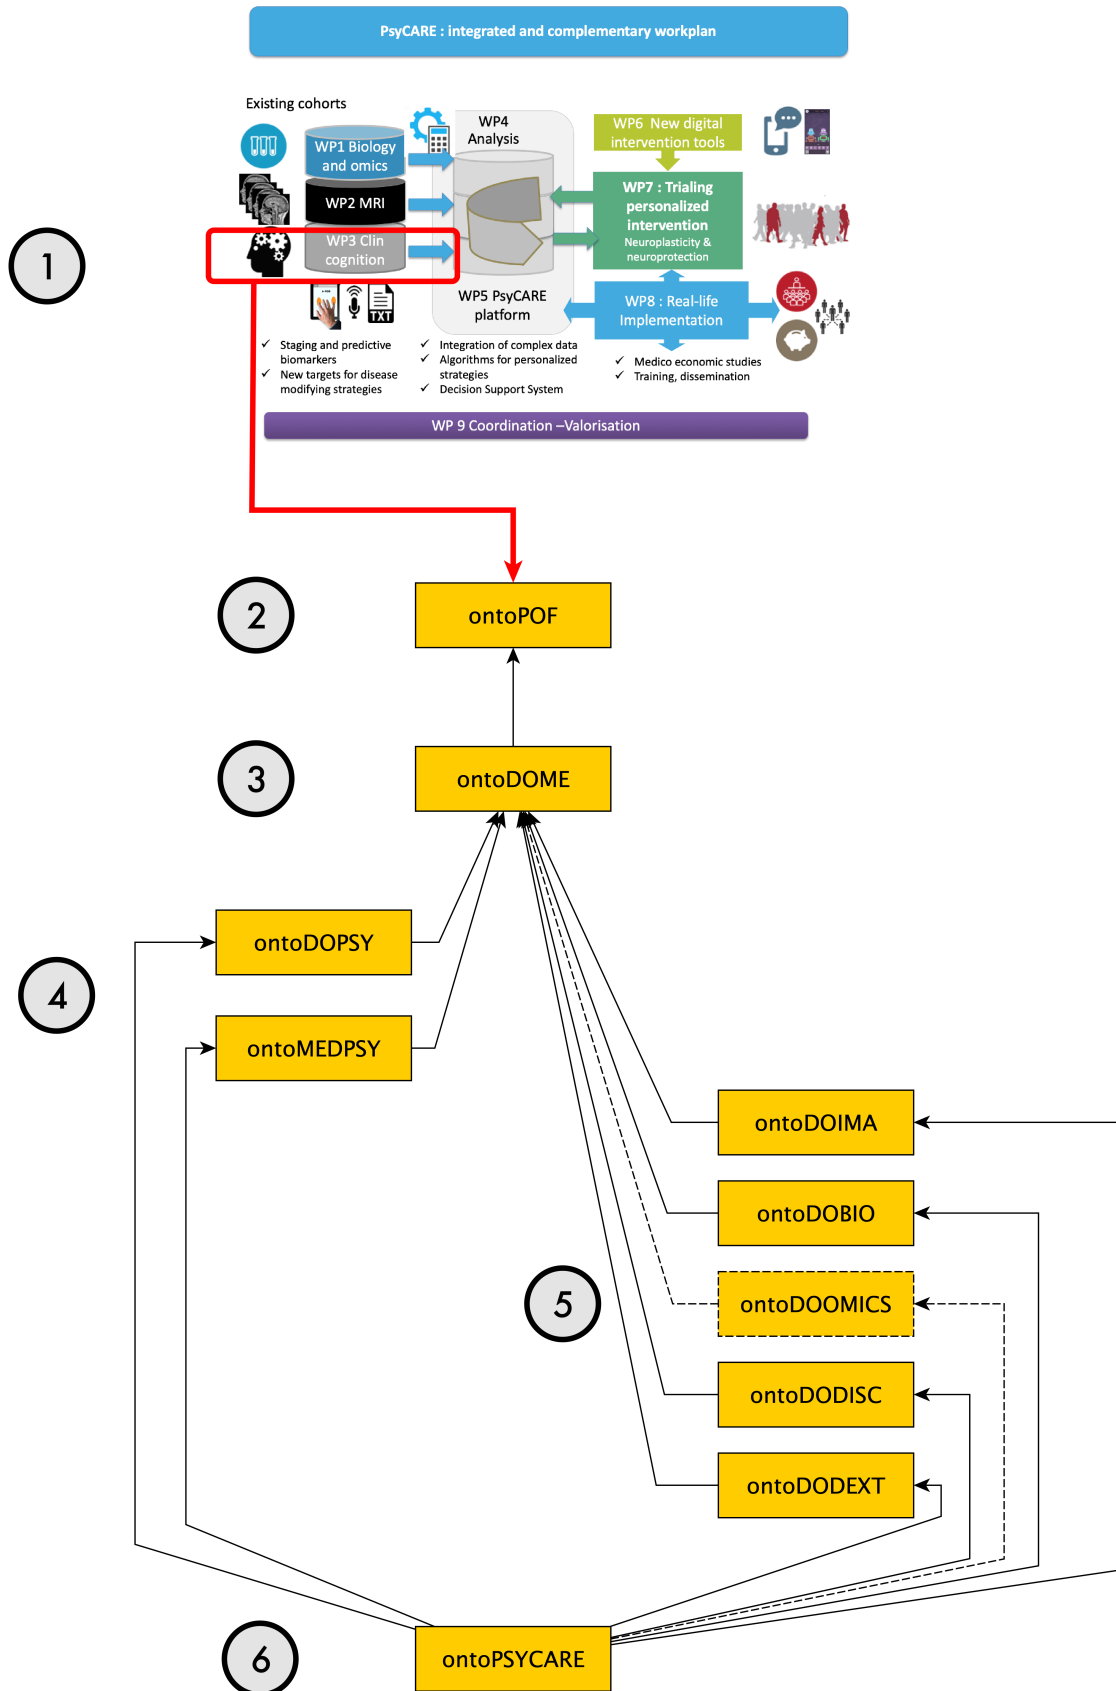 PsyCARE : integrated and complementary workplan
Existing cohorts
WP1 Biology
and omics
WP2 MRI
WP3 Clin
cognition
TXT
WP4
Analysis
WP5 PsyCARE
platform
WP6 New digital
intervention tools
WP7 : Trialing
personalized
intervention
Neuroplasticity &
neuroprotection
WP8 : Real-life
Implementation
✓ Staging and predictive
biomarkers
✓ New targets for disease
modifying strategies
✓ Integration of complex data
✓ Algorithms for personalized
strategies
✓ Decision Support System
✓ Medico economic studies
✓ Training, dissemination
WP 9 Coordination –Valorisation
1
2
ontoPOF
3
ontoDOME
4
ontoDOPSY
ontoMEDPSY
5
ontoDOIMA
ontoDOBIO
ontoDOOMICS
ontoDODISC
ontoDODEXT
6
ontoPSYCARE